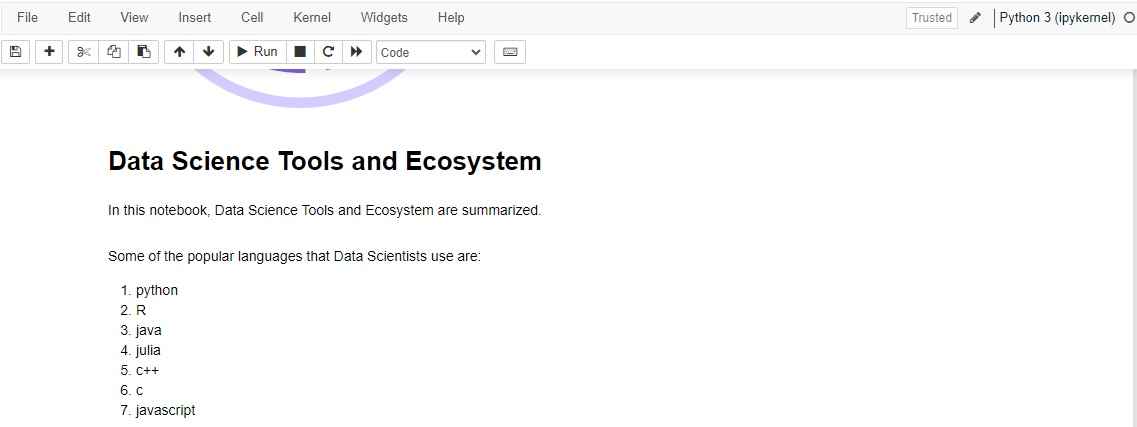 File Edit View Insert Cell Kernel Widgets Help Trusted Python 3 (ipykernel)
Run Code
Data Science Tools and Ecosystem
In this notebook, Data Science Tools and Ecosystem are summarized.
Some of the popular languages that Data Scientists use are:
1. python
2. R
3. java
4. julia
5. c++
6. c
7. javascript